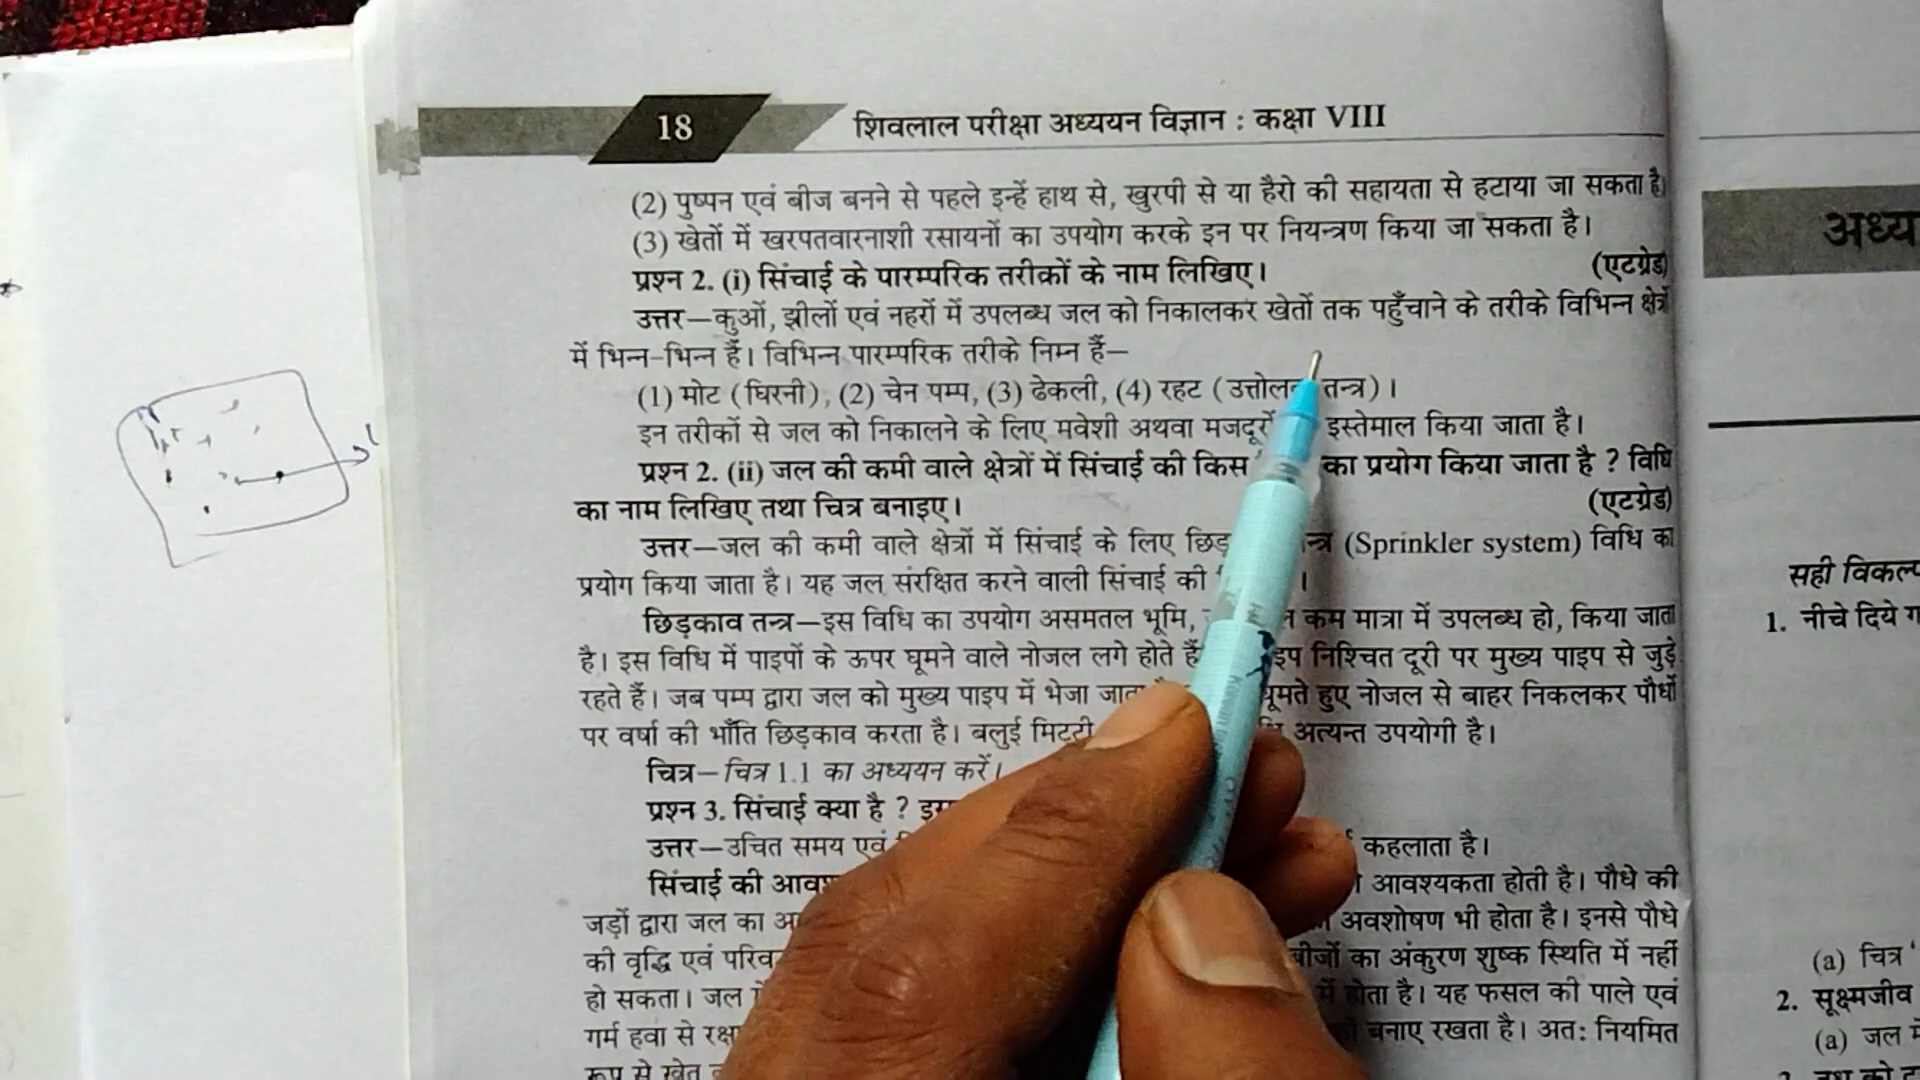 18 शिवलाल परीक्षा अध्ययन विज्ञान : कक्षा VIII
(2) पुष्पन एवं बीज बनने से पहले इन्हें हाथ से, खुरपी से या हैरो की सहायता से हटाया जा सकता है।
(3) खेतों में खरपतवारनाशी रसायनों का उपयोग करके इन पर नियन्त्रण किया जा सकता है।
प्रश्न 2. (i) सिंचाई के पारम्परिक तरीक़ों के नाम लिखिए। (एटग्रेड)
उत्तर—कुओं, झीलों एवं नहरों में उपलब्ध जल को निकालकर खेतों तक पहुँचाने के तरीके विभिन्न क्षेत्रों
में भिन्न-भिन्न हैं। विभिन्न पारम्परिक तरीके निम्न हैं—
(1) मोट (घिरनी), (2) चेन पम्प, (3) ढेकली, (4) रहट (उत्तोलक तन्त्र)।
इन तरीकों से जल को निकालने के लिए मवेशी अथवा मजदूरों इस्तेमाल किया जाता है।
प्रश्न 2. (ii) जल की कमी वाले क्षेत्रों में सिंचाई की किस का प्रयोग किया जाता है ? विधि
का नाम लिखिए तथा चित्र बनाइए। (एटग्रेड)
उत्तर—जल की कमी वाले क्षेत्रों में सिंचाई के लिए (Sprinkler system) विधि का
प्रयोग किया जाता है। यह जल संरक्षित करने वाली सिंचाई की ।
छिड़काव तन्त्र—इस विधि का उपयोग असमतल भूमि, कम मात्रा में उपलब्ध हो, किया जाता
है। इस विधि में पाइपों के ऊपर घूमने वाले नोजल लगे होते हैं निश्चित दूरी पर मुख्य पाइप से जुड़े
रहते हैं। जब पम्प द्वारा जल को मुख्य पाइप में भेजा जाता घूमते हुए नोजल से बाहर निकलकर पौधों
पर वर्षा की भाँति छिड़काव करता है। बलुई मिट्टी अत्यन्त उपयोगी है।
चित्र—चित्र 1.1 का अध्ययन करें।
प्रश्न 3. सिंचाई क्या है ?
उत्तर—उचित समय एवं कहलाता है।
सिंचाई की आवश्यकता होती है। पौधे की
जड़ों द्वारा जल का अवशोषण भी होता है। इनसे पौधे
की वृद्धि एवं बीजों का अंकुरण शुष्क स्थिति में नहीं
हो सकता। जल में होता है। यह फसल को पाले एवं
गर्म हवा से बनाए रखता है। अत: नियमित
रूप से खेत
सही विकल्प
1. नीचे दिये
(a) चित्र
2. सूक्ष्मजीव
(a) जल